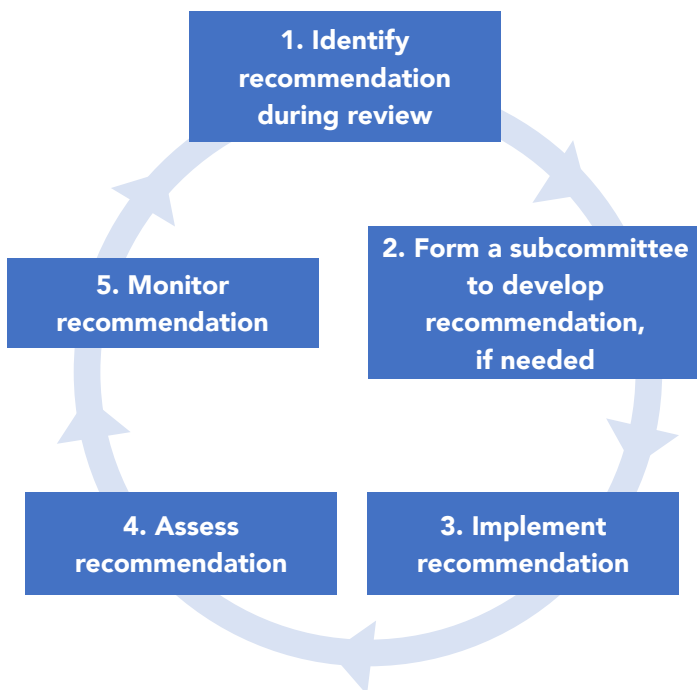 1. Identify
recommendation
during review
2. Form a subcommittee
to develop
recommendation,
if needed
3. Implement
recommendation
4. Assess
recommendation
5. Monitor
recommendation